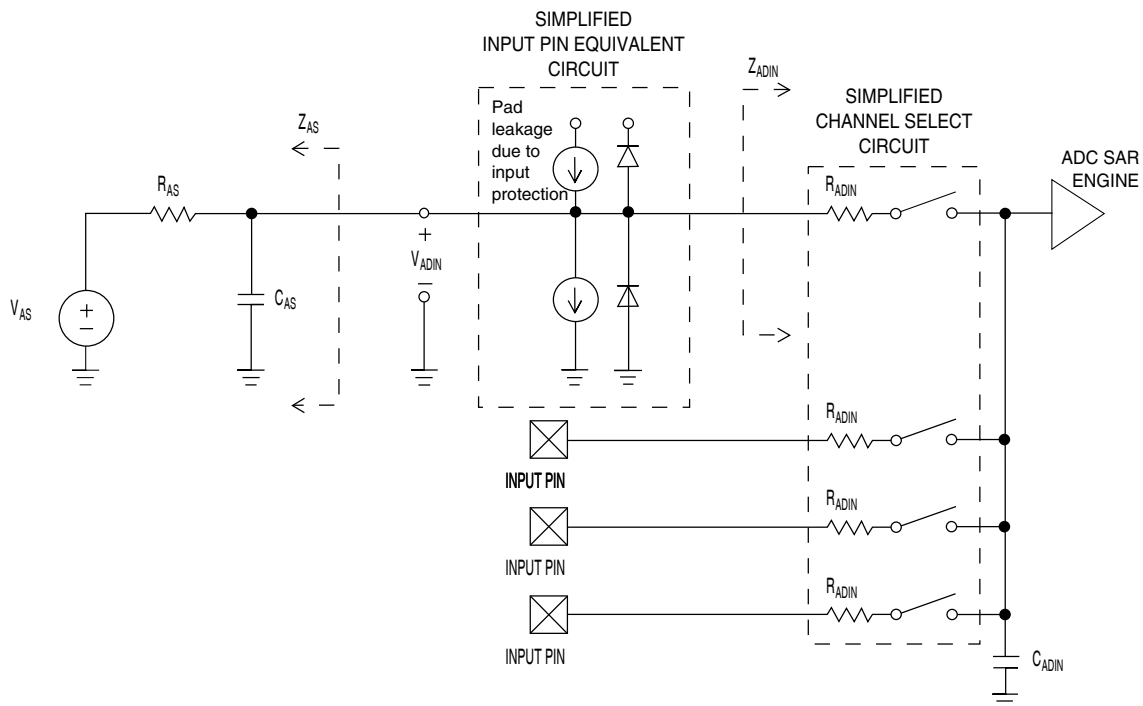 SIMPLIFIED
INPUT PIN EQUIVALENT
CIRCUIT
Z_ADIN
SIMPLIFIED
CHANNEL SELECT
CIRCUIT
Pad
leakage
due to
input
protection
Z_AS
R_AS
R_ADIN
ADC SAR
ENGINE
+
V_ADIN
–
C_AS
V_AS
+
–
R_ADIN
INPUT PIN
R_ADIN
INPUT PIN
R_ADIN
INPUT PIN
C_ADIN